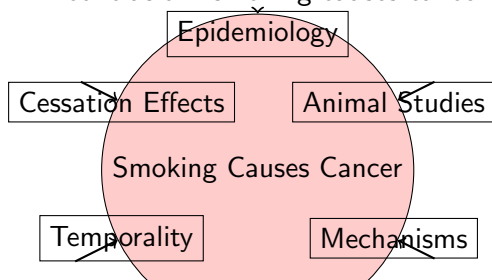 Epidemiology
Cessation Effects
Animal Studies
Smoking Causes Cancer
Temporality
Mechanisms